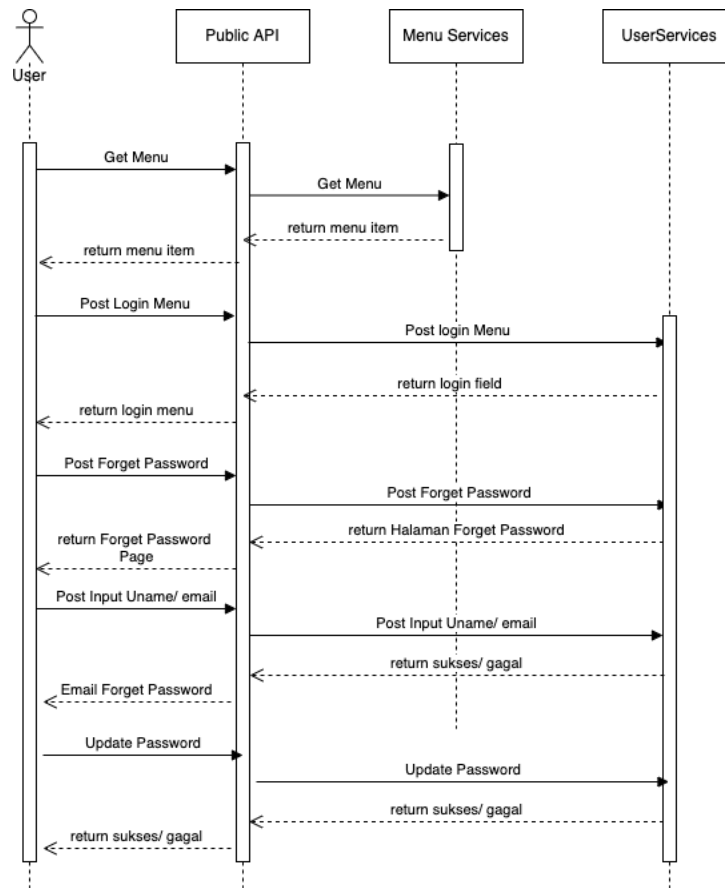 User
Public API
Menu Services
UserServices
Get Menu
Get Menu
return menu item
return menu item
Post Login Menu
Post login Menu
return login field
return login menu
Post Forget Password
Post Forget Password
return Halaman Forget Password
return Forget Password
Page
Post Input Uname/ email
Post Input Uname/ email
return sukses/ gagal
Email Forget Password
Update Password
Update Password
return sukses/ gagal
return sukses/ gagal